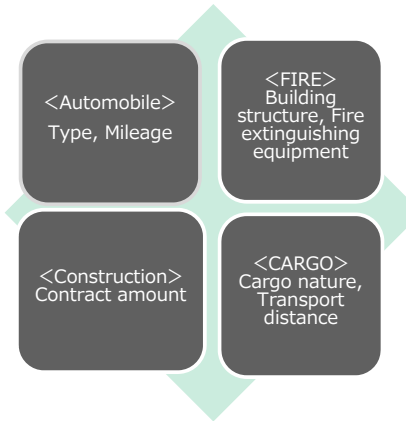 <Automobile>
Type, Mileage
<FIRE>
Building
structure, Fire
extinguishing
equipment
<Construction>
Contract amount
<CARGO>
Cargo nature,
Transport
distance